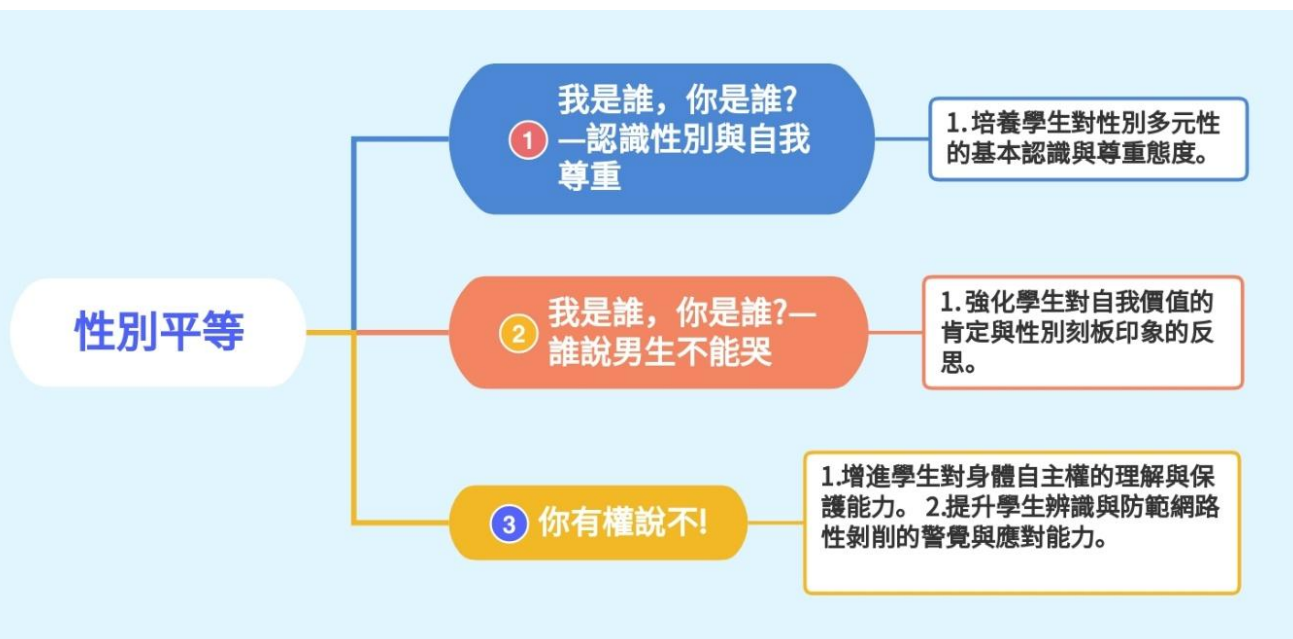 性別平等
1
我是誰，你是誰?
—認識性別與自我
尊重
1.培養學生對性別多元性
的基本認識與尊重態度。
2
我是誰，你是誰?—
誰說男生不能哭
1.強化學生對自我價值的
肯定與性別刻板印象的反
思。
3
你有權說不!
1.增進學生對身體自主權的理解與保
護能力。 2.提升學生辨識與防範網路
性剝削的警覺與應對能力。